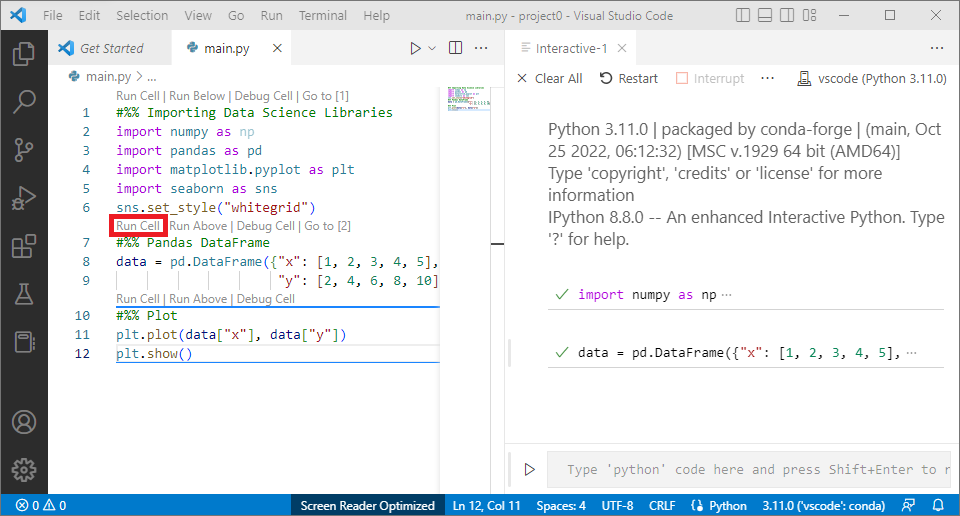 File Edit Selection View Go Run Terminal Help main.py - project0 - Visual Studio Code
Get Started main.py
main.py > ...
Run Cell | Run Below | Debug Cell | Go to [1]
1 #%% Importing Data Science Libraries
2 import numpy as np
3 import pandas as pd
4 import matplotlib.pyplot as plt
5 import seaborn as sns
6 sns.set_style("whitegrid")
Run Cell | Run Above | Debug Cell | Go to [2]
7 #%% Pandas DataFrame
8 data = pd.DataFrame({"x": [1, 2, 3, 4, 5],
9 "y": [2, 4, 6, 8, 10]
Run Cell | Run Above | Debug Cell
10 #%% Plot
11 plt.plot(data["x"], data["y"])
12 plt.show()
Interactive-1
Clear All Restart Interrupt ... vscode (Python 3.11.0)
Python 3.11.0 | packaged by conda-forge | (main, Oct
25 2022, 06:12:32) [MSC v.1929 64 bit (AMD64)]
Type 'copyright', 'credits' or 'license' for more
information
IPython 8.8.0 -- An enhanced Interactive Python. Type
'?' for help.
import numpy as np ...
data = pd.DataFrame({"x": [1, 2, 3, 4, 5], ...
Type 'python' code here and press Shift+Enter to r
0 0 Screen Reader Optimized Ln 12, Col 11 Spaces: 4 UTF-8 CRLF Python 3.11.0 ('vscode': conda)